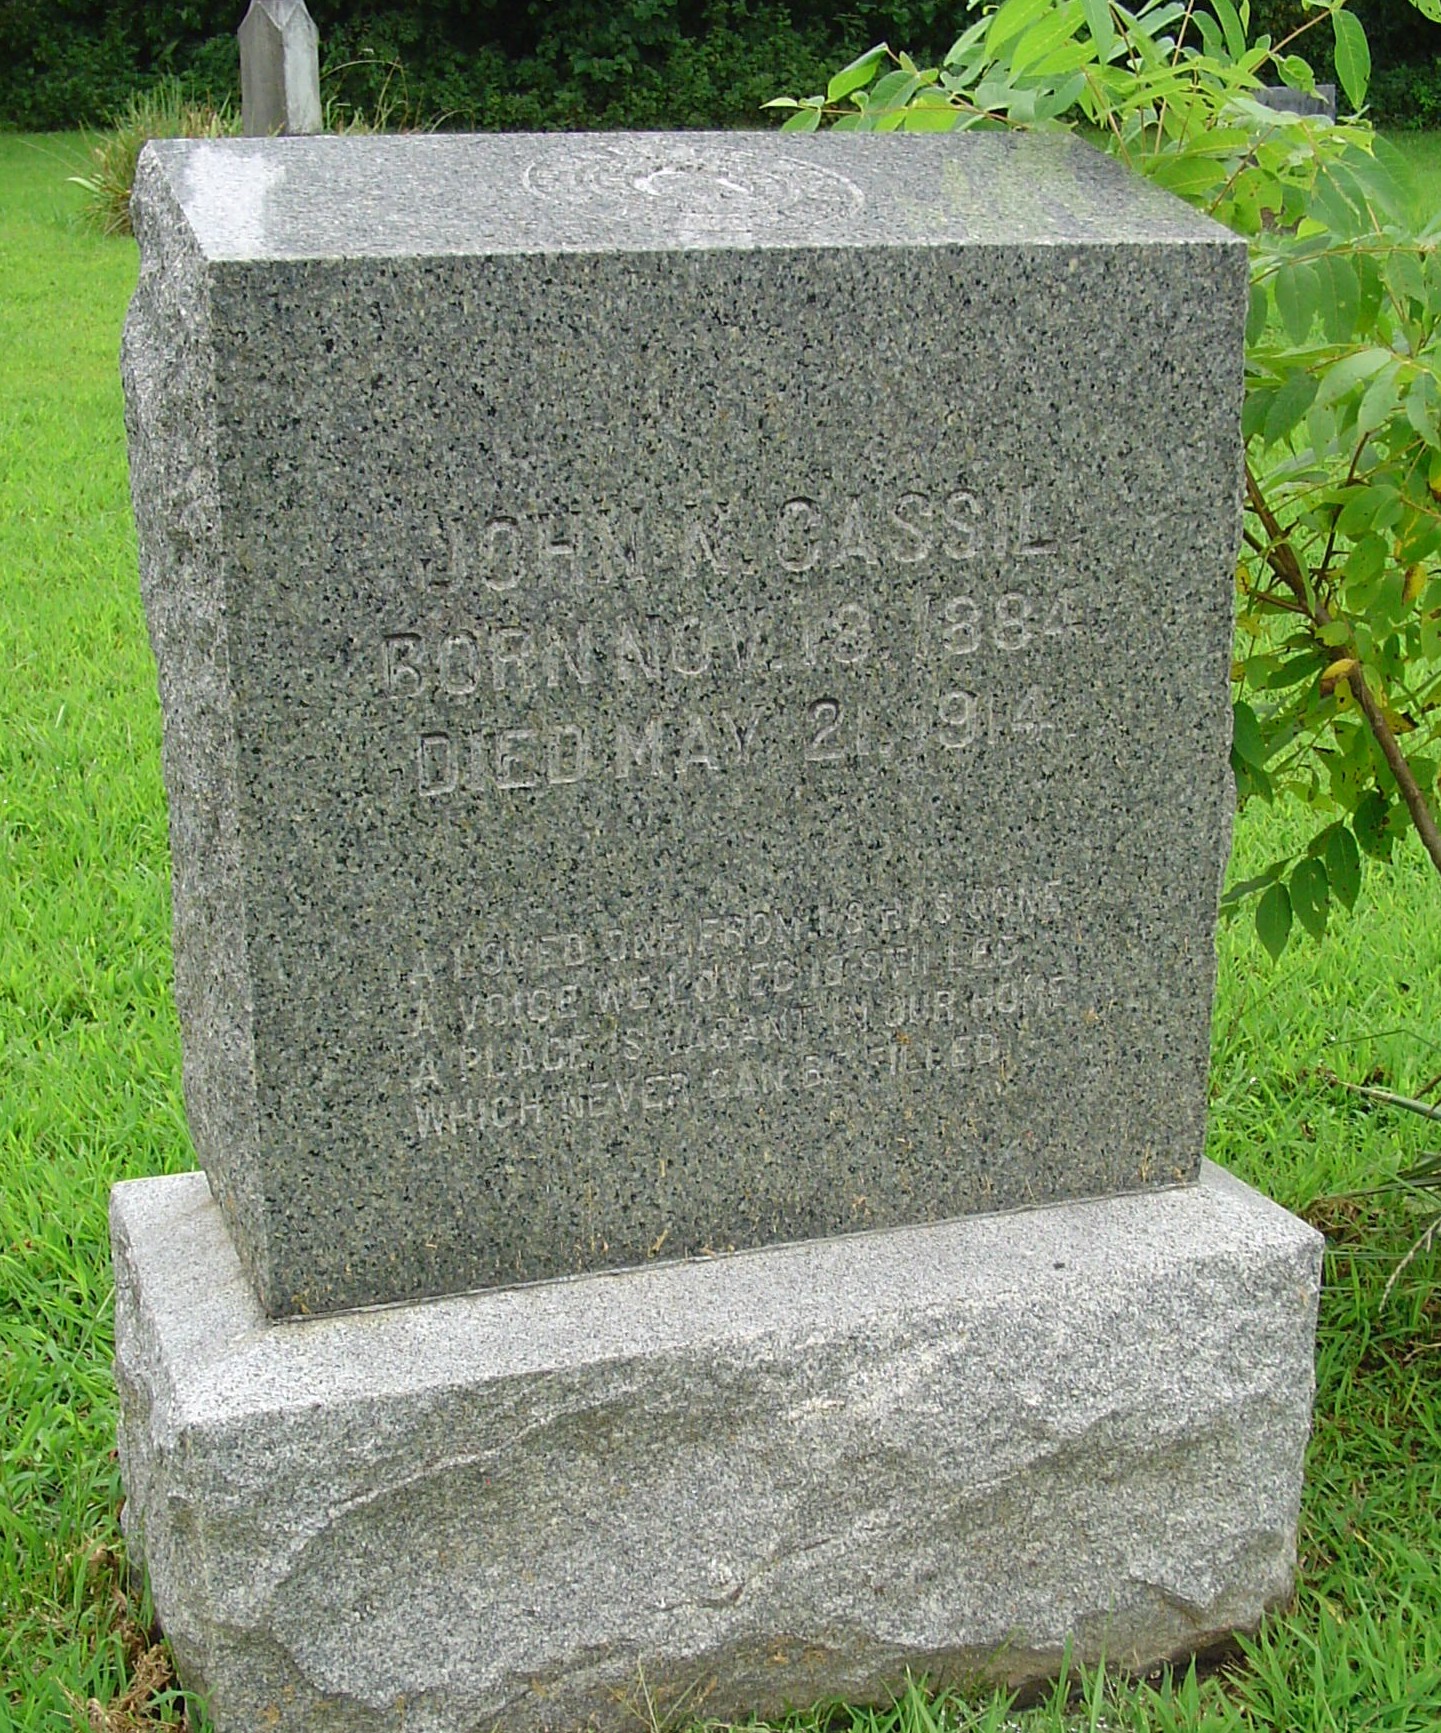 JOHN N. CASSIL
BORN NOV. 13. 1884
DIED MAY 21. 1914.
A LOVED ONE FROM US HAS GONE
A VOICE WE LOVED IS STILLED
A PLACE IS VACANT IN OUR HOME
WHICH NEVER CAN BE FILLED